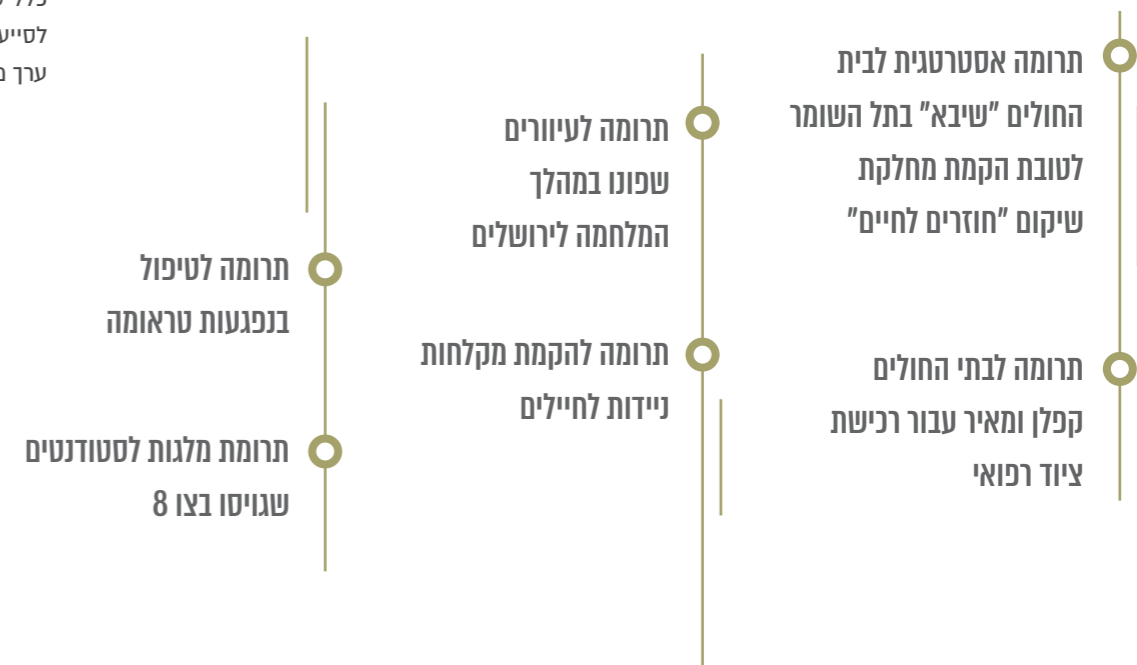 תרומה אסטרטגית לבית
החולים "שיבא" בתל השומר
לטובת הקמת מחלקת
שיקום "חוזרים לחיים"
תרומה לבתי החולים
קפלן ומאיר עבור רכישת
ציוד רפואי
תרומה לעיוורים
שפונו במהלך
המלחמה לירושלים
תרומה להקמת מקלחות
ניידות לחיילים
לסייע
ערך
תרומה לטיפול
בנפגעות טראומה
תרומת מלגות לסטודנטים
שגויסו בצו 8